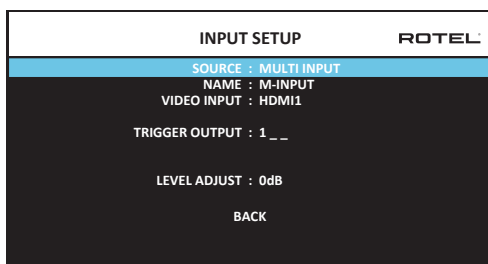 INPUT SETUP ROTEL
SOURCE : MULTI INPUT
NAME : M-INPUT
VIDEO INPUT : HDMI1
TRIGGER OUTPUT : 1 _ _
LEVEL ADJUST : 0dB
BACK